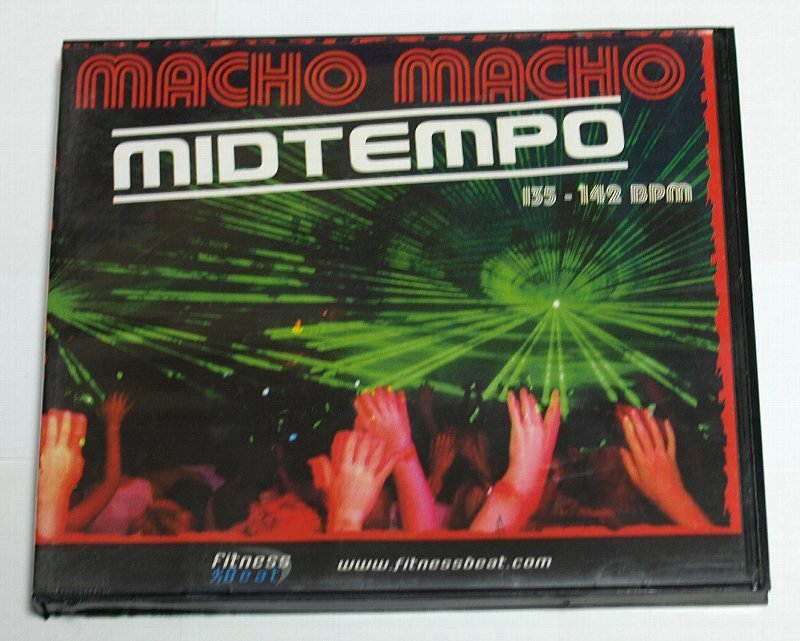 MACHO MACHO
MIDTEMPO
135 - 142 BPM
Fitness
Beat
www.fitnessbeat.com